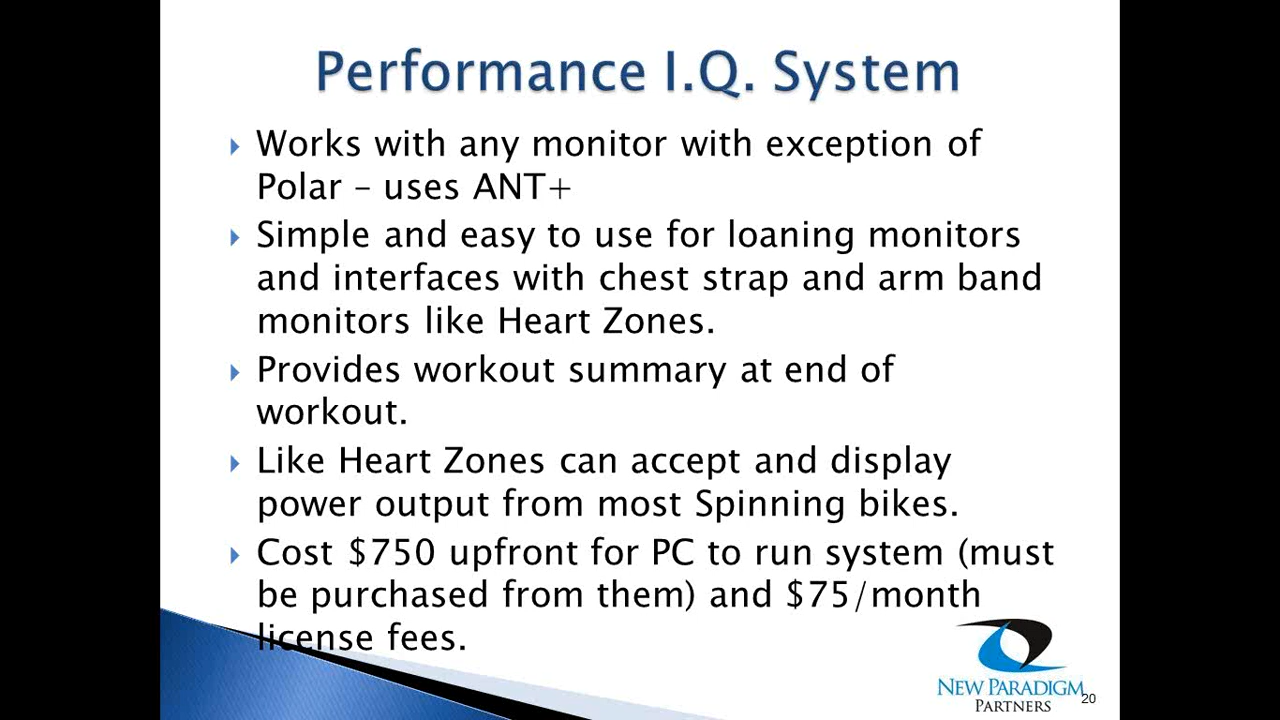 Performance I.Q. System
Works with any monitor with exception of
Polar – uses ANT+
Simple and easy to use for loaning monitors
and interfaces with chest strap and arm band
monitors like Heart Zones.
Provides workout summary at end of
workout.
Like Heart Zones can accept and display
power output from most Spinning bikes.
Cost $750 upfront for PC to run system (must
be purchased from them) and $75/month
license fees.
NEW PARADIGM
PARTNERS
20